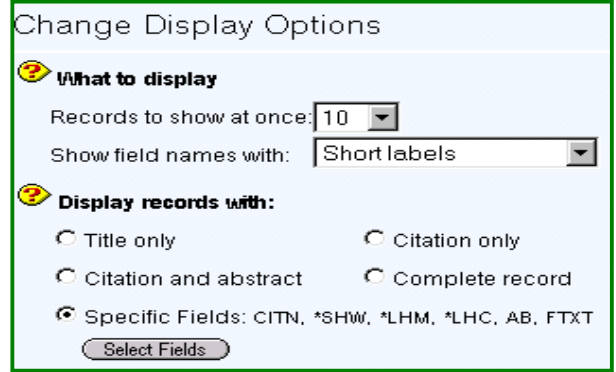 Change Display Options
? What to display
Records to show at once: 10
Show field names with: Short labels
? Display records with:
Title only Citation only
Citation and abstract Complete record
Specific Fields: CITN, *SHW, *LHM, *LHC, AB, FTXT
Select Fields